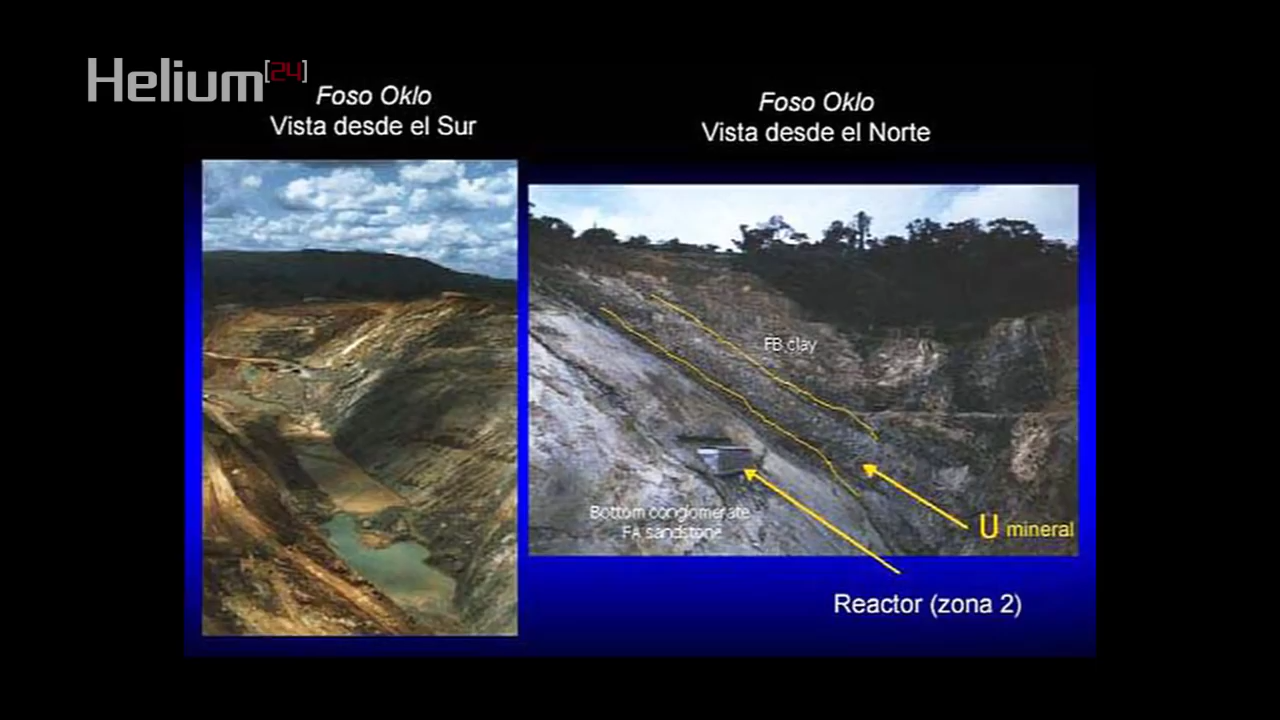 Helium[24]
Foso Oklo
Vista desde el Sur
Foso Oklo
Vista desde el Norte
FB clay
Bottom conglomerate
FA sandstone
U mineral
Reactor (zona 2)